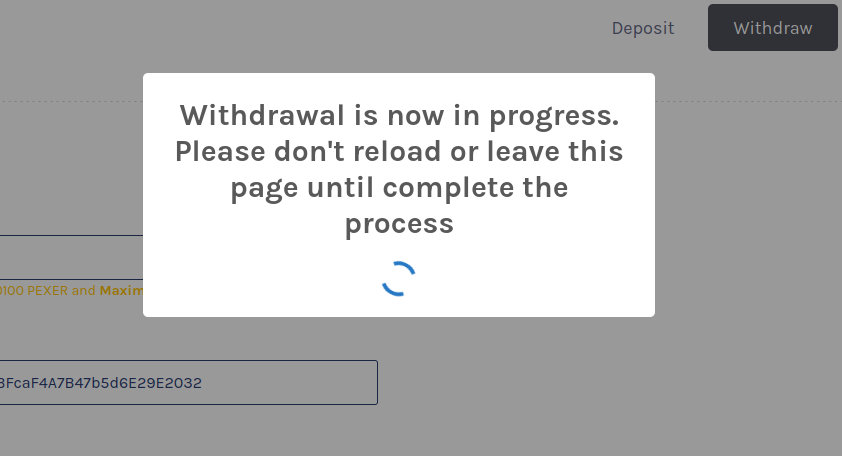 Deposit
Withdraw
Withdrawal is now in progress.
Please don't reload or leave this
page until complete the
process
0100 PEXER and Maxim
3FcaF4A7B47b5d6E29E2032